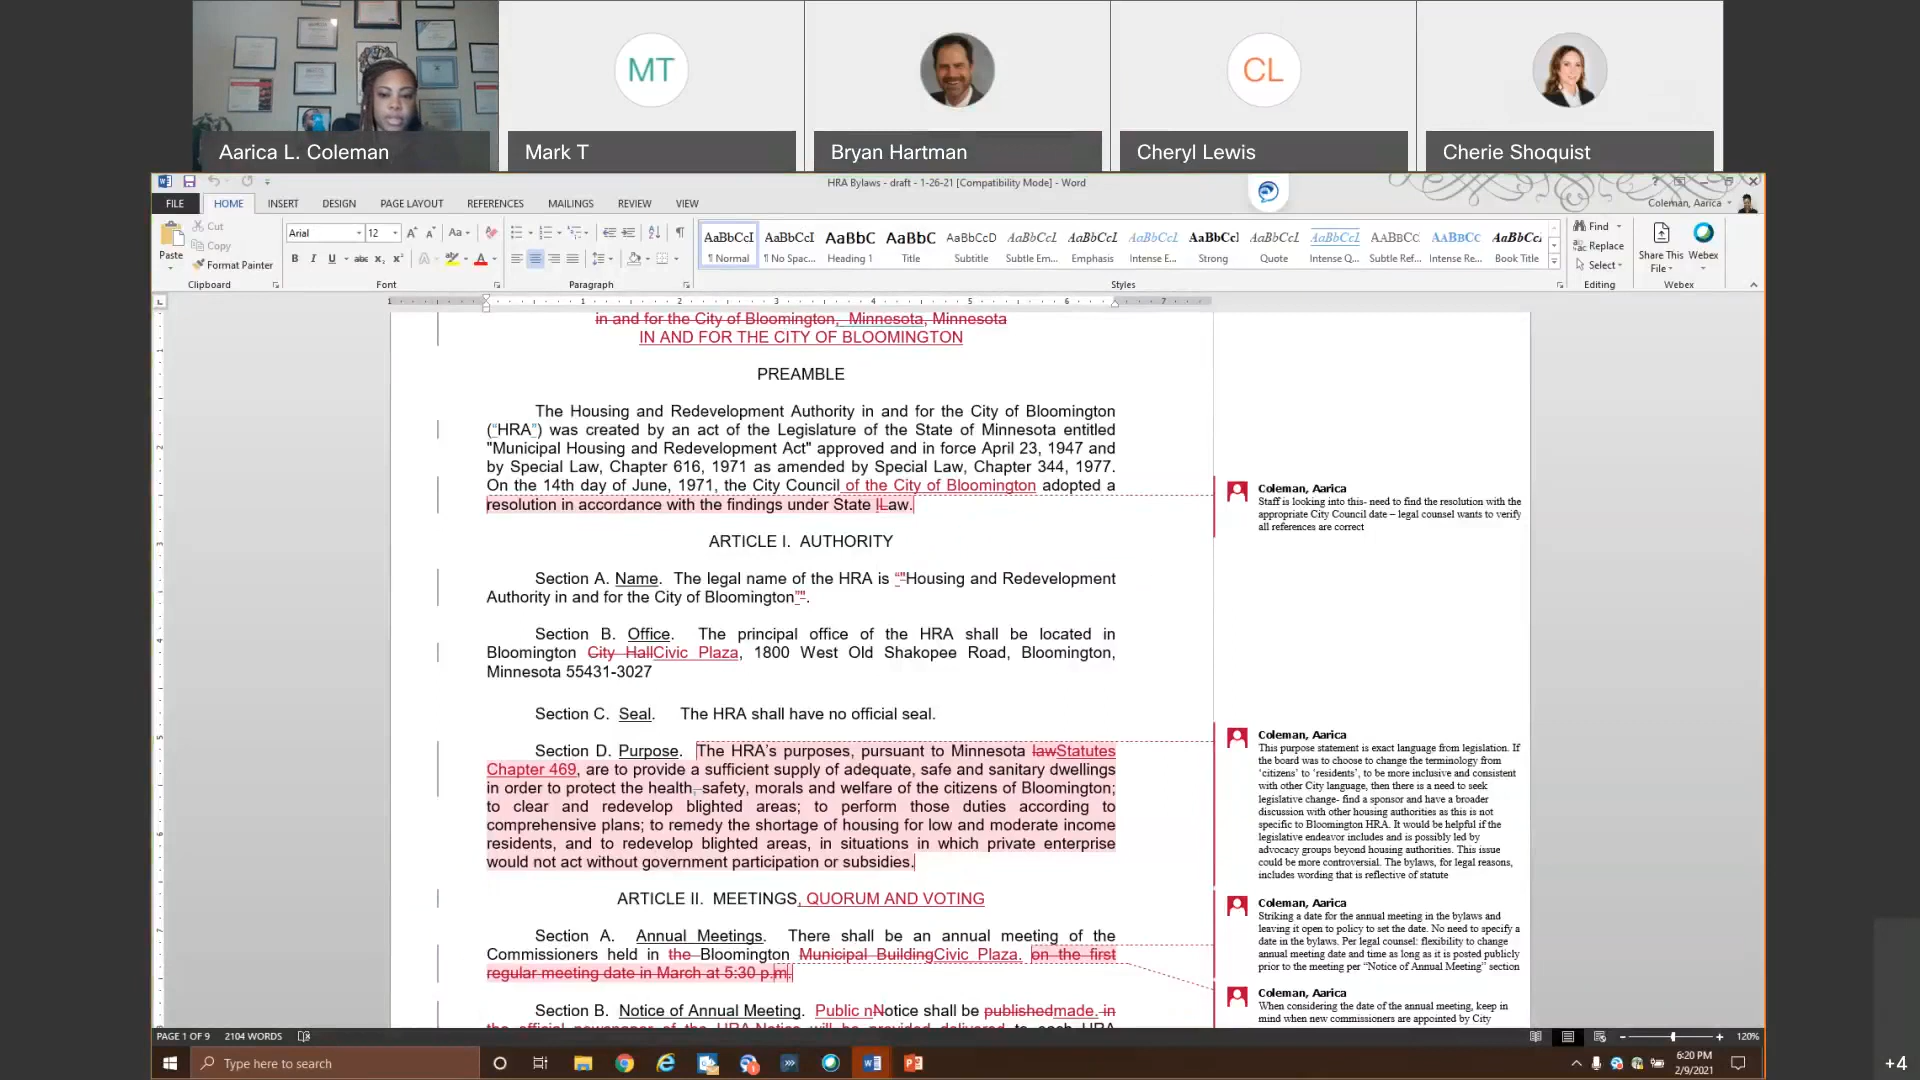 Aarica L. Coleman
MT
Mark T
Bryan Hartman
CL
Cheryl Lewis
Cherie Shoquist
HRA Bylaws - draft - 1-26-21 [Compatibility Mode] - Word
FILE HOME INSERT DESIGN PAGE LAYOUT REFERENCES MAILINGS REVIEW VIEW
Coleman, Aarica
Paste
Cut
Copy
Format Painter
Clipboard
Arial 12
Font
Paragraph
AaBbCcI AaBbCcI AaBbC AaBbC AaBbCcD AaBbCcL AaBbCcL AaBbCcL AaBbCcl AaBbCcL AaBbCcL AABBCC AABBCC AaBbCc
¶ Normal ¶ No Spac... Heading 1 Title Subtitle Subtle Em... Emphasis Intense E... Strong Quote Intense Q... Subtle Ref... Intense Re... Book Title
Styles
Find
Replace
Select
Editing
Share This File
Webex
Webex
in and for the City of Bloomington, Minnesota, Minnesota
IN AND FOR THE CITY OF BLOOMINGTON
PREAMBLE
The Housing and Redevelopment Authority in and for the City of Bloomington
(“HRA”) was created by an act of the Legislature of the State of Minnesota entitled
"Municipal Housing and Redevelopment Act" approved and in force April 23, 1947 and
by Special Law, Chapter 616, 1971 as amended by Special Law, Chapter 344, 1977.
On the 14th day of June, 1971, the City Council of the City of Bloomington adopted a
resolution in accordance with the findings under State lLaw.
ARTICLE I. AUTHORITY
Section A. Name. The legal name of the HRA is “"Housing and Redevelopment
Authority in and for the City of Bloomington”".
Section B. Office. The principal office of the HRA shall be located in
Bloomington City HallCivic Plaza, 1800 West Old Shakopee Road, Bloomington,
Minnesota 55431-3027
Section C. Seal. The HRA shall have no official seal.
Section D. Purpose. The HRA's purposes, pursuant to Minnesota lawStatutes
Chapter 469, are to provide a sufficient supply of adequate, safe and sanitary dwellings
in order to protect the health, safety, morals and welfare of the citizens of Bloomington;
to clear and redevelop blighted areas; to perform those duties according to
comprehensive plans; to remedy the shortage of housing for low and moderate income
residents, and to redevelop blighted areas, in situations in which private enterprise
would not act without government participation or subsidies.
ARTICLE II. MEETINGS, QUORUM AND VOTING
Section A. Annual Meetings. There shall be an annual meeting of the
Commissioners held in the Bloomington Municipal BuildingCivic Plaza. on the first
regular meeting date in March at 5:30 p.m.
Section B. Notice of Annual Meeting. Public nNotice shall be publishedmade. in
the official newspaper of the HRA Notice will be provided delivered to each HRA
Coleman, Aarica
Staff is looking into this- need to find the resolution with the
appropriate City Council date – legal counsel wants to verify
all references are correct
Coleman, Aarica
This purpose statement is exact language from legislation. If
the board was to choose to change the terminology from
‘citizens’ to ‘residents’, to be more inclusive and consistent
with other City language, then there is a need to seek
legislative change- find a sponsor and have a broader
discussion with other housing authorities as this is not
specific to Bloomington HRA. It would be helpful if the
legislative endeavor includes and is possibly led by
advocacy groups beyond housing authorities. This issue
could be more controversial. The bylaws, for legal reasons,
includes wording that is reflective of statute
Coleman, Aarica
Striking a date for the annual meeting in the bylaws and
leaving it open to policy to set the date. No need to specify a
date in the bylaws. Per legal counsel: flexibility to change
annual meeting date and time as long as it is posted publicly
prior to the meeting per “Notice of Annual Meeting” section
Coleman, Aarica
When considering the date of the annual meeting, keep in
mind when new commissioners are appointed by City
PAGE 1 OF 9 2104 WORDS
120%
Type here to search
6:20 PM
2/9/2021
+4